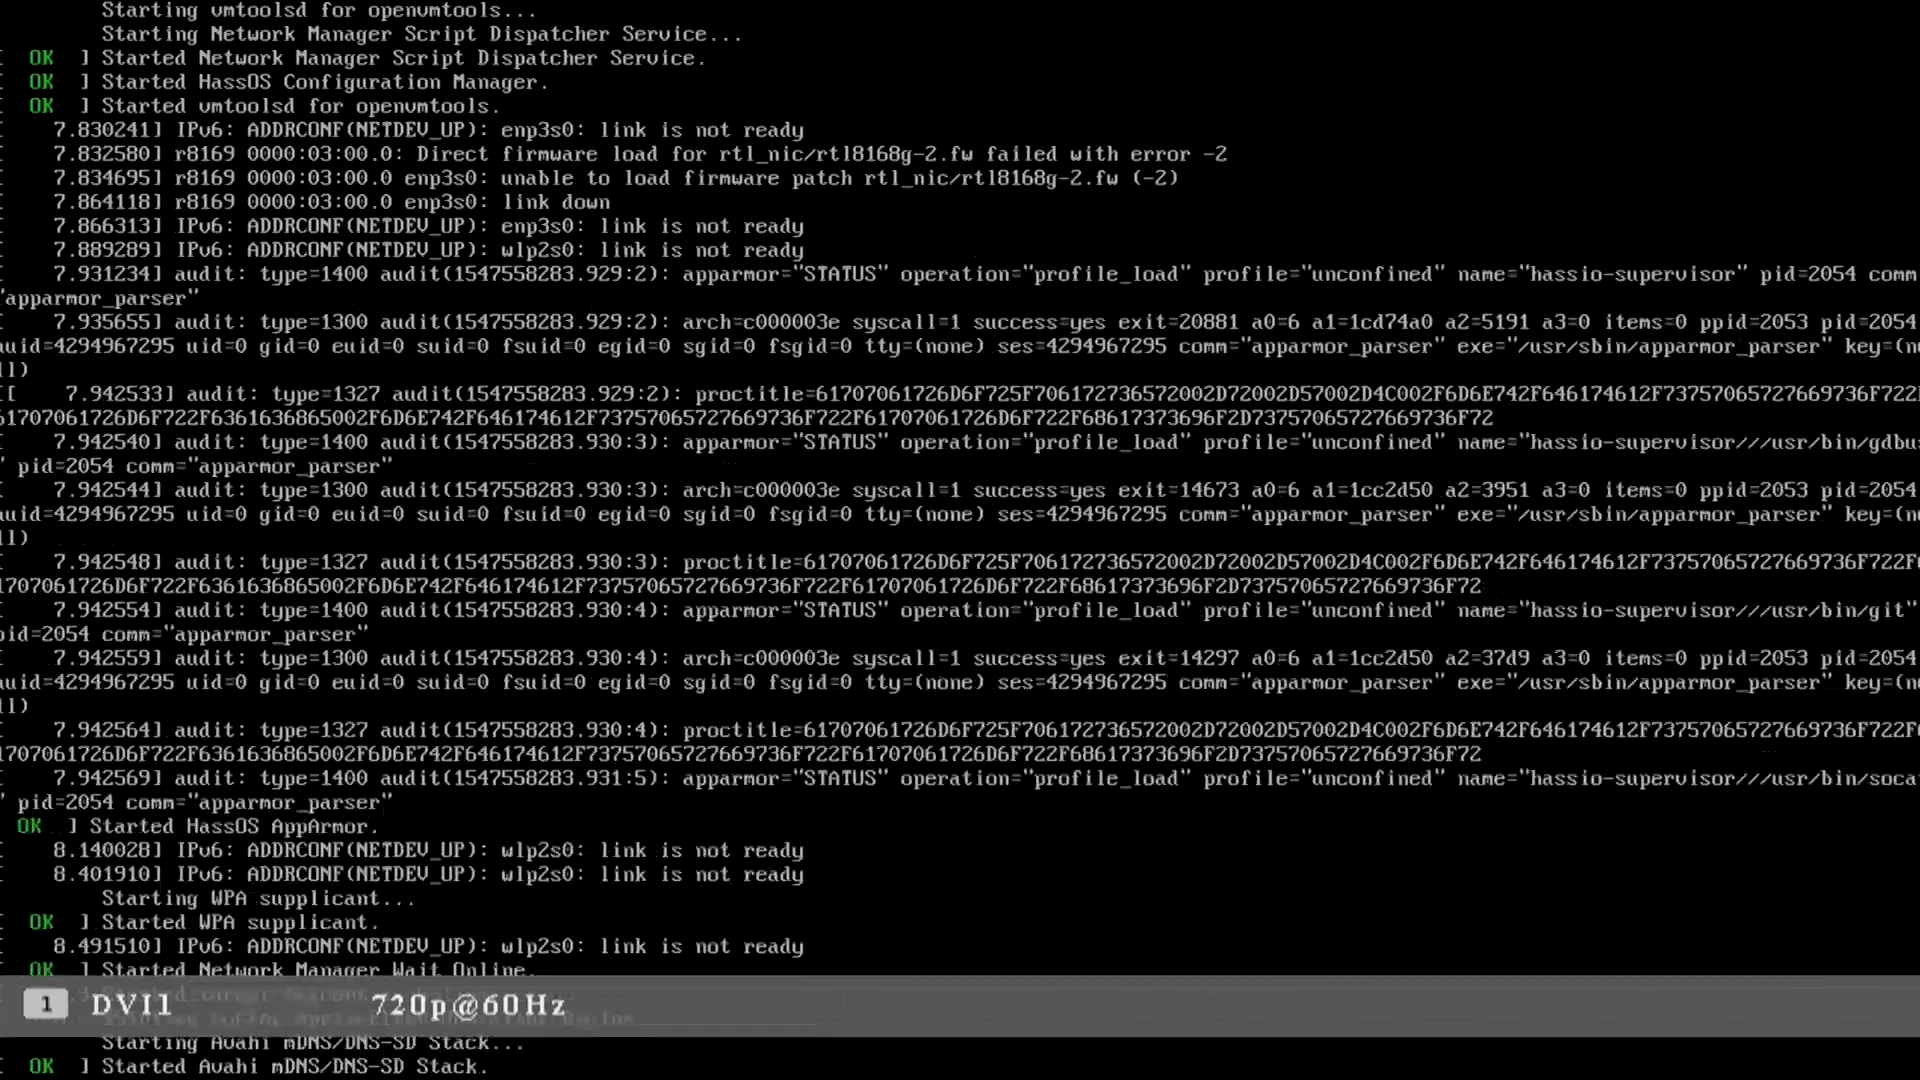 Starting vmtoolsd for openvmtools...
Starting Network Manager Script Dispatcher Service...
[  OK  ] Started Network Manager Script Dispatcher Service.
[  OK  ] Started HassOS Configuration Manager.
[  OK  ] Started vmtoolsd for openvmtools.
[    7.830241] IPv6: ADDRCONF(NETDEV_UP): enp3s0: link is not ready
[    7.832580] r8169 0000:03:00.0: Direct firmware load for rtl_nic/rtl8168g-2.fw failed with error -2
[    7.834695] r8169 0000:03:00.0 enp3s0: unable to load firmware patch rtl_nic/rtl8168g-2.fw (-2)
[    7.864118] r8169 0000:03:00.0 enp3s0: link down
[    7.866313] IPv6: ADDRCONF(NETDEV_UP): enp3s0: link is not ready
[    7.889289] IPv6: ADDRCONF(NETDEV_UP): wlp2s0: link is not ready
[    7.931234] audit: type=1400 audit(1547558283.929:2): apparmor="STATUS" operation="profile_load" profile="unconfined" name="hassio-supervisor" pid=2054 comm
"apparmor_parser"
[    7.935655] audit: type=1300 audit(1547558283.929:2): arch=c000003e syscall=1 success=yes exit=20881 a0=6 a1=1cd74a0 a2=5191 a3=0 items=0 ppid=2053 pid=2054
auid=4294967295 uid=0 gid=0 euid=0 suid=0 fsuid=0 egid=0 sgid=0 fsgid=0 tty=(none) ses=4294967295 comm="apparmor_parser" exe="/usr/sbin/apparmor_parser" key=(nu
ll)
[[    7.942533] audit: type=1327 audit(1547558283.929:2): proctitle=61707061726D6F725F706172736572002D72002D57002D4C002F6D6E742F646174612F73757065727669736F722F
61707061726D6F722F6361636865002F6D6E742F646174612F73757065727669736F722F61707061726D6F722F68617373696F2D73757065727669736F72
[    7.942540] audit: type=1400 audit(1547558283.930:3): apparmor="STATUS" operation="profile_load" profile="unconfined" name="hassio-supervisor///usr/bin/gdbus
" pid=2054 comm="apparmor_parser"
[    7.942544] audit: type=1300 audit(1547558283.930:3): arch=c000003e syscall=1 success=yes exit=14673 a0=6 a1=1cc2d50 a2=3951 a3=0 items=0 ppid=2053 pid=2054
auid=4294967295 uid=0 gid=0 euid=0 suid=0 fsuid=0 egid=0 sgid=0 fsgid=0 tty=(none) ses=4294967295 comm="apparmor_parser" exe="/usr/sbin/apparmor_parser" key=(nu
ll)
[    7.942548] audit: type=1327 audit(1547558283.930:3): proctitle=61707061726D6F725F706172736572002D72002D57002D4C002F6D6E742F646174612F73757065727669736F722F6
1707061726D6F722F6361636865002F6D6E742F646174612F73757065727669736F722F61707061726D6F722F68617373696F2D73757065727669736F72
[    7.942554] audit: type=1400 audit(1547558283.930:4): apparmor="STATUS" operation="profile_load" profile="unconfined" name="hassio-supervisor///usr/bin/git"
pid=2054 comm="apparmor_parser"
[    7.942559] audit: type=1300 audit(1547558283.930:4): arch=c000003e syscall=1 success=yes exit=14297 a0=6 a1=1cc2d50 a2=37d9 a3=0 items=0 ppid=2053 pid=2054
auid=4294967295 uid=0 gid=0 euid=0 suid=0 fsuid=0 egid=0 sgid=0 fsgid=0 tty=(none) ses=4294967295 comm="apparmor_parser" exe="/usr/sbin/apparmor_parser" key=(nu
ll)
[    7.942564] audit: type=1327 audit(1547558283.930:4): proctitle=61707061726D6F725F706172736572002D72002D57002D4C002F6D6E742F646174612F73757065727669736F722F6
1707061726D6F722F6361636865002F6D6E742F646174612F73757065727669736F722F61707061726D6F722F68617373696F2D73757065727669736F72
[    7.942569] audit: type=1400 audit(1547558283.931:5): apparmor="STATUS" operation="profile_load" profile="unconfined" name="hassio-supervisor///usr/bin/soca
" pid=2054 comm="apparmor_parser"
OK  ] Started HassOS AppArmor.
[    8.140028] IPv6: ADDRCONF(NETDEV_UP): wlp2s0: link is not ready
[    8.401910] IPv6: ADDRCONF(NETDEV_UP): wlp2s0: link is not ready
Starting WPA supplicant...
[  OK  ] Started WPA supplicant.
[    8.491510] IPv6: ADDRCONF(NETDEV_UP): wlp2s0: link is not ready
[  OK  ] Started Network Manager Wait Online.
1 DVI1 720p@60Hz
Starting Avahi mDNS/DNS-SD Stack...
[  OK  ] Started Avahi mDNS/DNS-SD Stack.